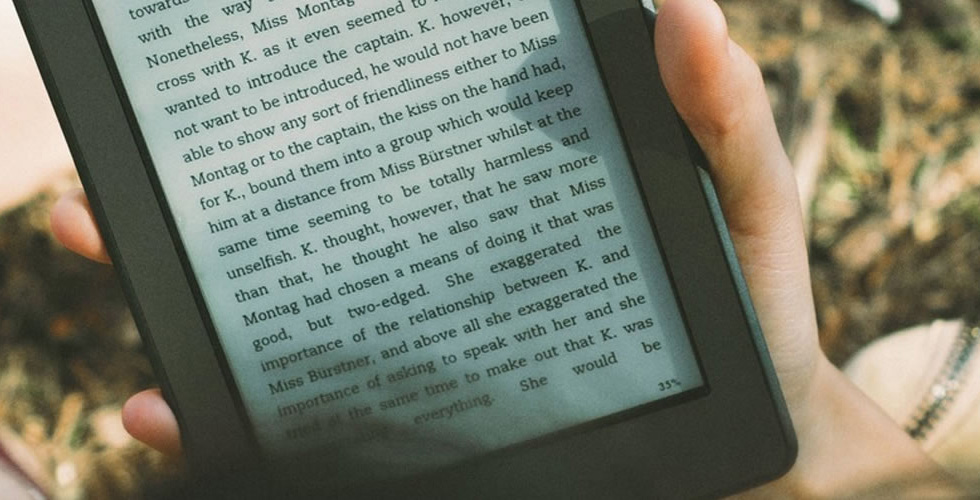 towards
with the way
Nonetheless, Miss Montag
cross with K. as it even seemed to
wanted to introduce the captain. K. however,
not want to be introduced, he would not have been
able to show any sort of friendliness either to Miss
Montag or to the captain, the kiss on the hand had,
for K., bound them into a group which would keep
him at a distance from Miss Bürstner whilst at the
same time seeming to be totally harmless and
unselfish. K. thought, however, that he saw more
than that, he thought he also saw that Miss
Montag had chosen a means of doing it that was
good, but two-edged. She exaggerated the
importance of the relationship between K. and
Miss Bürstner, and above all she exaggerated the
importance of asking to speak with her and she
tried at the same time to make out that K. was
everything. She would be
35%